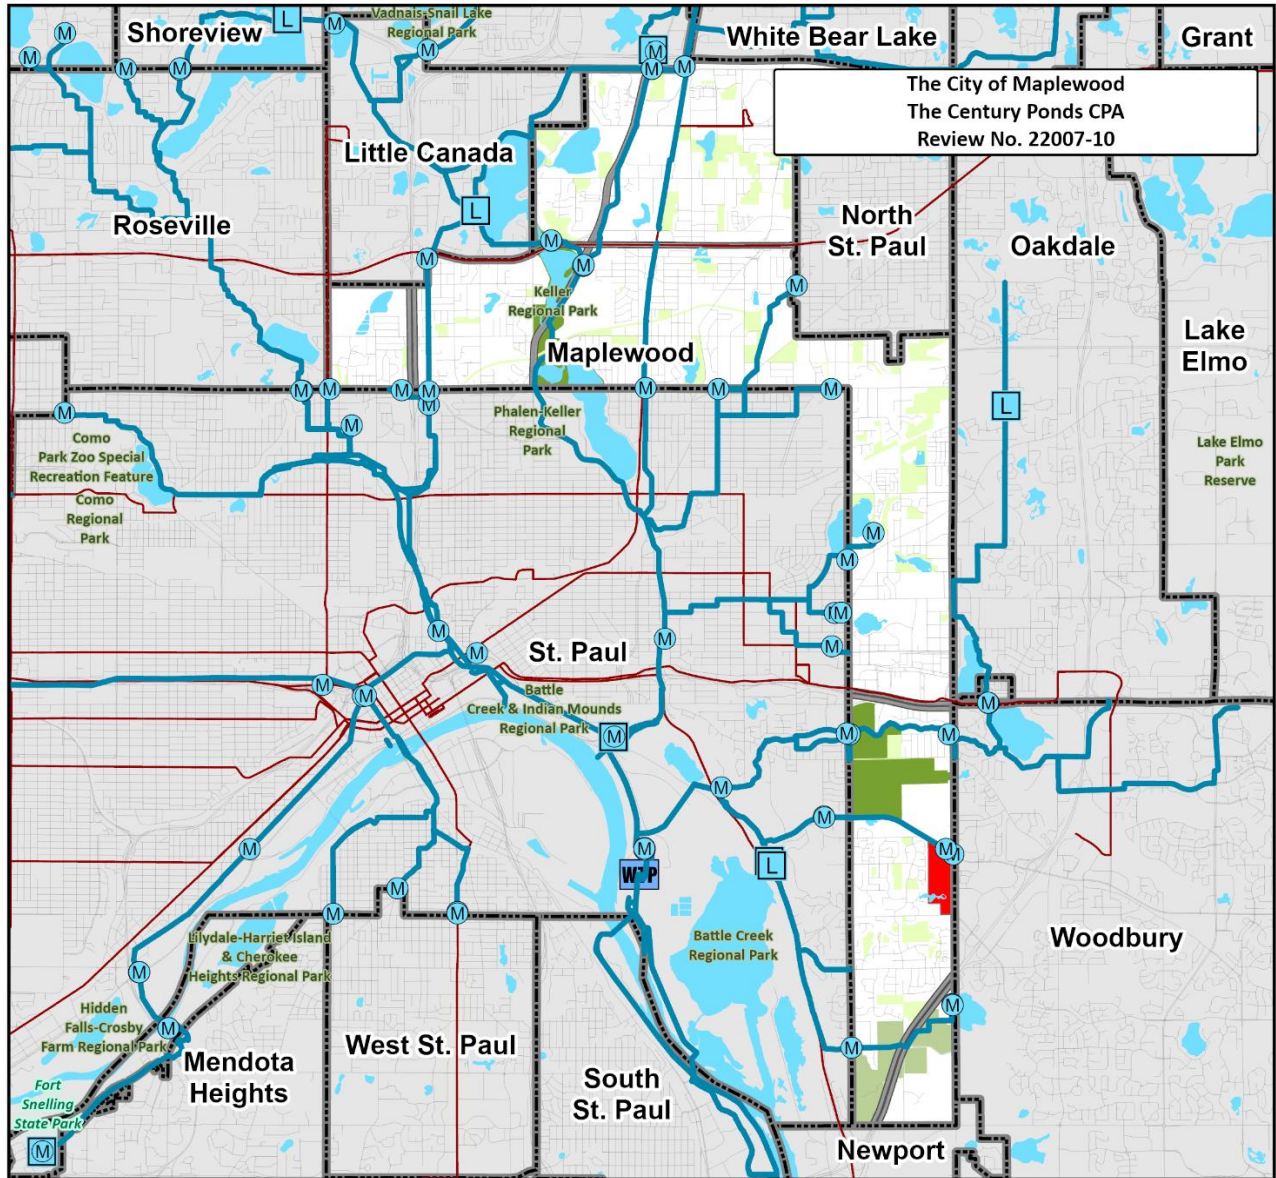 Vadnais-Snail Lake
Regional Park
Shoreview
L
M
White Bear Lake
Grant
The City of Maplewood
The Century Ponds CPA
Review No. 22007-10
M
M
M
M
M
M
M
M
Little Canada
L
Roseville
North
St. Paul
Oakdale
M
M
M
M
Keller
Regional Park
Lake
Elmo
Maplewood
M
M
M
M
M
M
M
M
M
M
L
Phalen-Keller
Regional
Park
Como
Park Zoo Special
Recreation Feature
Como
Regional
Park
Lake Elmo
Park
Reserve
M
M
M
M
M
M
M
St. Paul
M
M
M
M
Battle
Creek & Indian Mounds
Regional Park
M
M
M
M
M
M
M
M
M
M
L
M
Battle Creek
Regional Park
Woodbury
M
M
Lilydale-Harriet Island
& Cherokee
Heights Regional Park
M
Hidden
Falls-Crosby
Farm Regional Park
M
M
M
West St. Paul
Mendota
Heights
South
St. Paul
Fort
Snelling
State Park
M
Newport